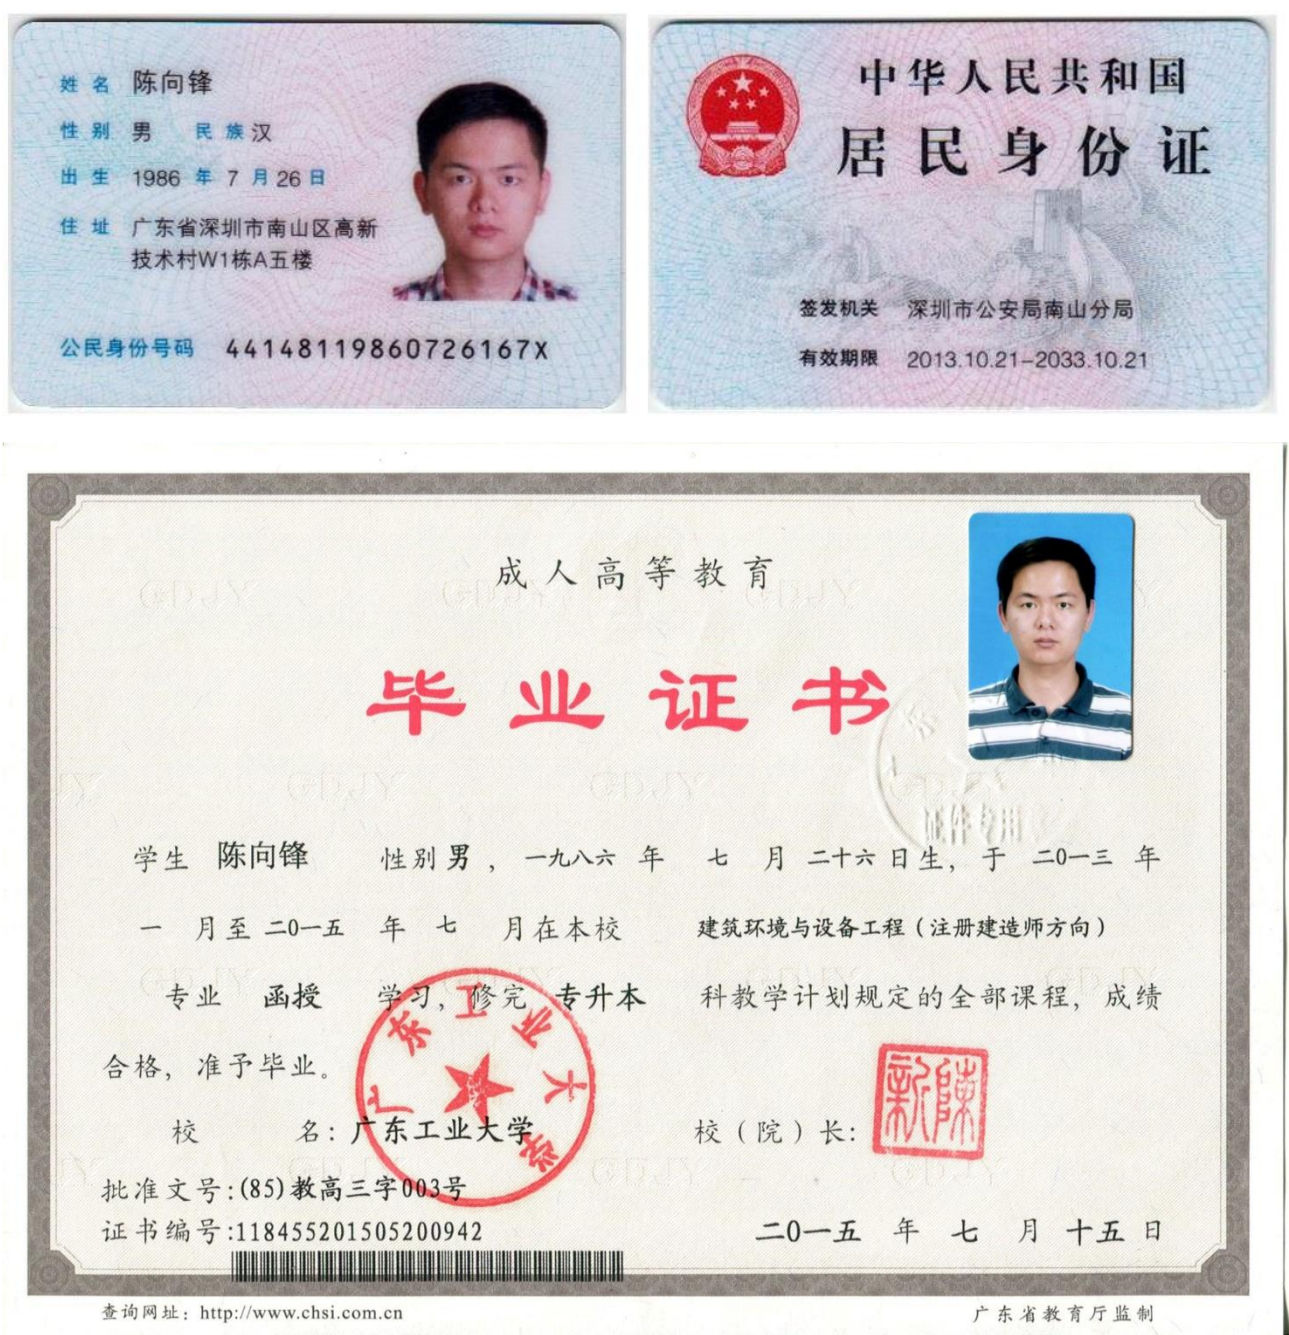 姓名 陈向锋
性别 男 民族 汉
出生 1986 年 7 月 26 日
住址 广东省深圳市南山区高新
技术村W1栋A五楼
公民身份号码 44148119860726167X
中华人民共和国
居民身份证
签发机关 深圳市公安局南山分局
有效期限 2013.10.21-2033.10.21
成人高等教育
毕业证书
学生 陈向锋 性别 男，一九八六 年 七 月 二十六 日生，于 二0一三 年
一 月至 二0一五 年 七 月在本校 建筑环境与设备工程（注册建造师方向）
专业 函授 学习，修完 专升本 科教学计划规定的全部课程，成绩
合格，准予毕业。
广东工业大学
校 名：广东工业大学 校（院）长：
陳新
批准文号:(85)教高三字003号
证书编号:118455201505200942 二0一五 年 七 月 十五 日
查询网址：http://www.chsi.com.cn 广东省教育厅监制
GDJY